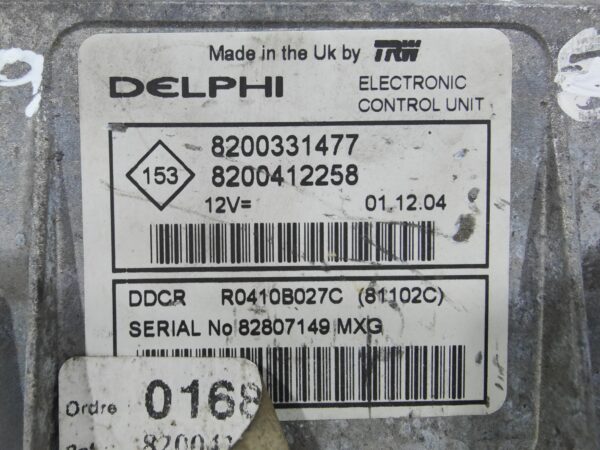 9
Made in the Uk by TRW
DELPHI ELECTRONIC
CONTROL UNIT
153
8200331477
8200412258
12V= 01.12.04
DDCR R0410B027C (81102C)
SERIAL No 82807149 MXG
Ordre 0168